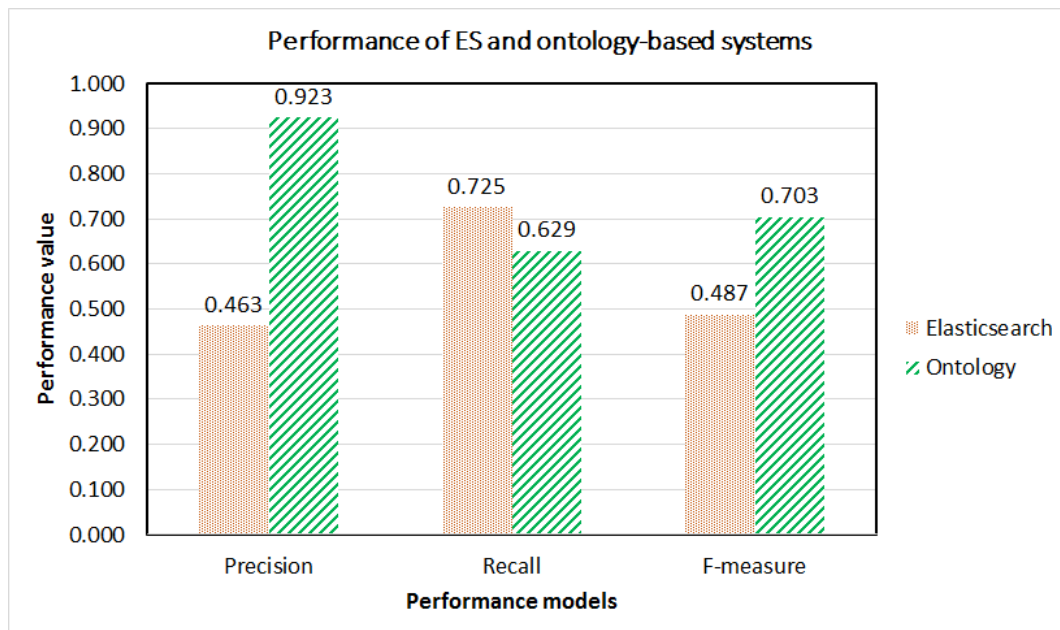 Performance of ES and ontology-based systems
1.000
0.900
0.800
0.700
0.600
0.500
0.400
0.300
0.200
0.100
0.000
Performance value
0.463
0.923
0.725
0.629
0.487
0.703
Precision
Recall
F-measure
Performance models
Elasticsearch
Ontology